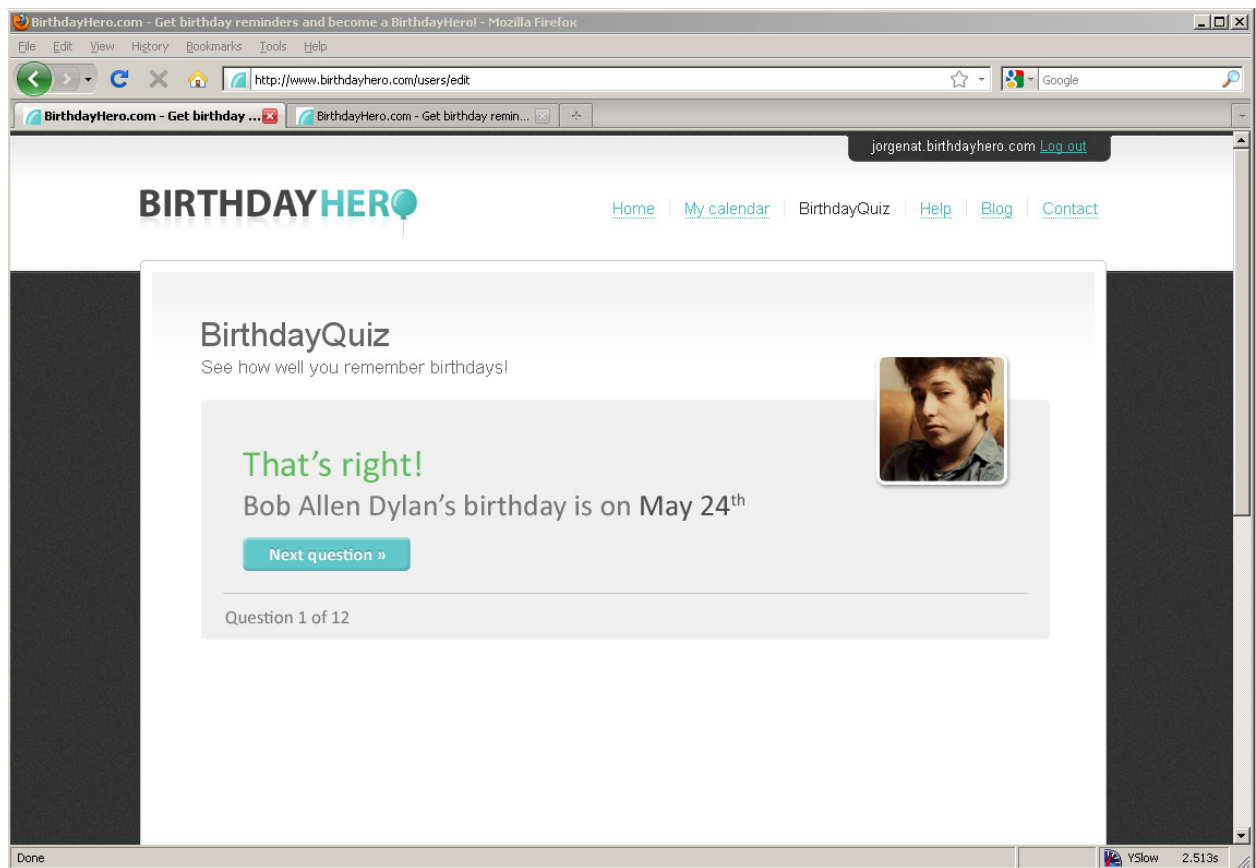 BirthdayHero.com - Get birthday reminders and become a BirthdayHero! - Mozilla Firefox
File Edit View History Bookmarks Tools Help
http://www.birthdayhero.com/users/edit
Google
BirthdayHero.com - Get birthday ...
BirthdayHero.com - Get birthday remin...
jorgenat.birthdayhero.com Log out
BIRTHDAYHERO
Home My calendar BirthdayQuiz Help Blog Contact
BirthdayQuiz
See how well you remember birthdays!
That's right!
Bob Allen Dylan's birthday is on May 24th
Next question »
Question 1 of 12
Done YSlow 2.513s